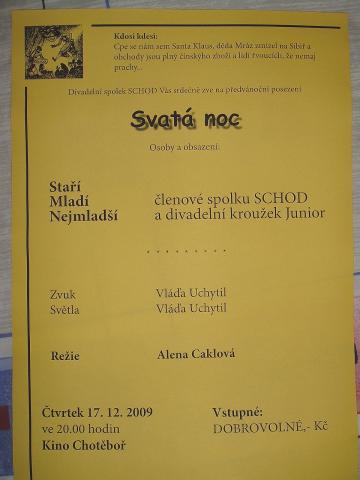 Kdosi kdesi:
Cpe se nám sem Santa Klaus, děda Mráz zmizel na Sibiř a
obchody jsou plný čínskýho zboží a lidí řvoucích, že nemaj
prachy...
Divadelní spolek SCHOD Vás srdečně zve na předvánoční posezení
Svatá noc
Osoby a obsazení:
Staří
Mladí členové spolku SCHOD
Nejmladší a divadelní kroužek Junior
. . . . . . . . .
Zvuk Vláďa Uchytil
Světla Vláďa Uchytil
Režie Alena Caklová
Čtvrtek 17. 12. 2009 Vstupné:
ve 20.00 hodin DOBROVOLNÉ,- Kč
Kino Chotěboř